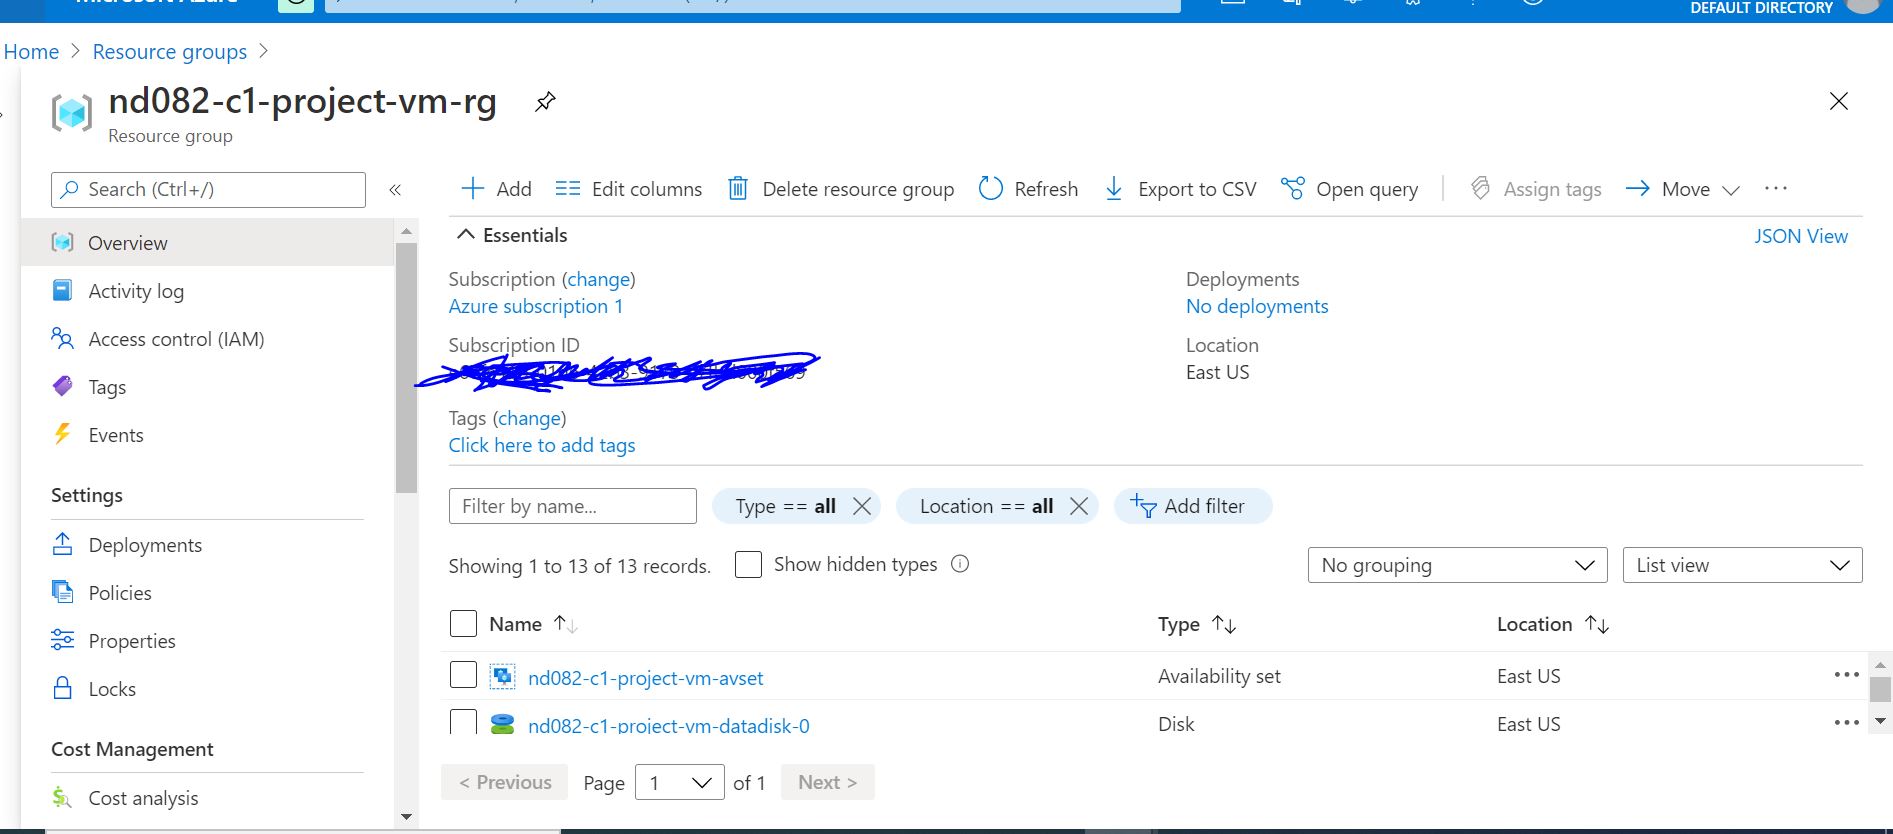 Microsoft Azure
DEFAULT DIRECTORY
Home > Resource groups >
nd082-c1-project-vm-rg
Resource group
Search (Ctrl+/)
«
Add
Edit columns
Delete resource group
Refresh
Export to CSV
Open query
Assign tags
Move
...
Overview
Activity log
Access control (IAM)
Tags
Events
Settings
Deployments
Policies
Properties
Locks
Cost Management
Cost analysis
Essentials
JSON View
Subscription (change)
Azure subscription 1
Deployments
No deployments
Subscription ID
Location
East US
Tags (change)
Click here to add tags
Filter by name...
Type == all
Location == all
Add filter
Showing 1 to 13 of 13 records.
Show hidden types
No grouping
List view
Name
Type
Location
nd082-c1-project-vm-avset
Availability set
East US
...
nd082-c1-project-vm-datadisk-0
Disk
East US
...
< Previous
Page
1
of 1
Next >